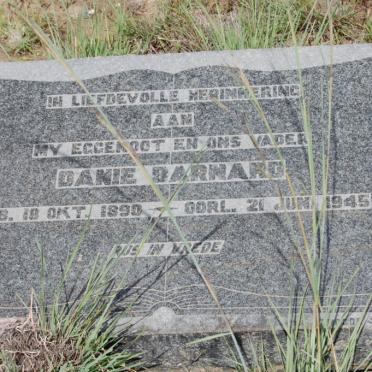 IN LIEFDEVOLLE HERINNERING
AAN
MY EGGENOOT EN ONS VADER
DANIE BARNARD
18 OKT. 1890 — OORL. 21 JUNI 1945
RUS IN VREDE